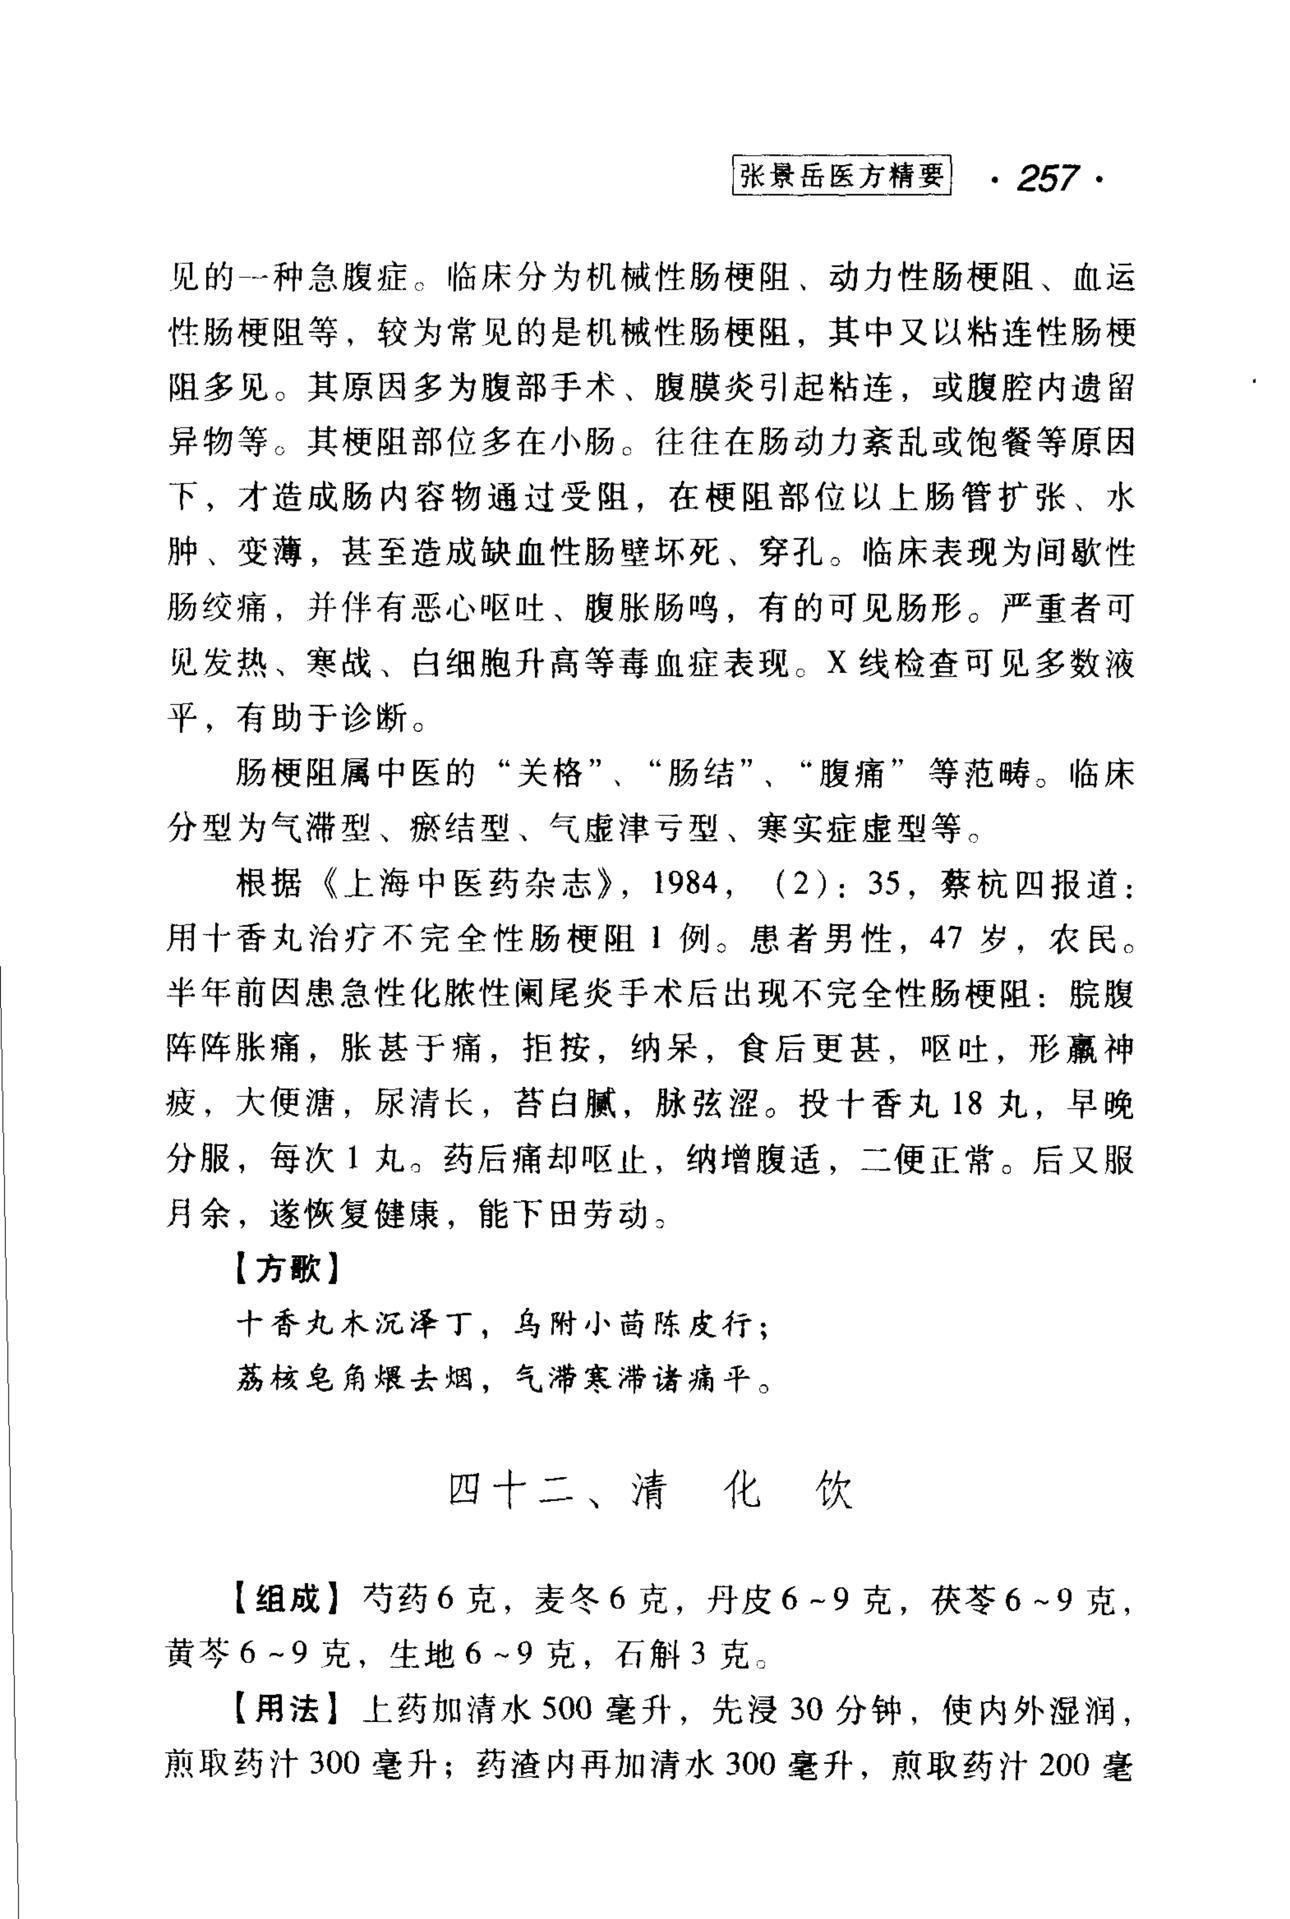 张景岳医方精要 · 257 ·
见的一种急腹症。临床分为机械性肠梗阻、动力性肠梗阻、血运
性肠梗阻等，较为常见的是机械性肠梗阻，其中又以粘连性肠梗
阻多见。其原因多为腹部手术、腹膜炎引起粘连，或腹腔内遗留
异物等。其梗阻部位多在小肠。往往在肠动力紊乱或饱餐等原因
下，才造成肠内容物通过受阻，在梗阻部位以上肠管扩张、水
肿、变薄，甚至造成缺血性肠壁坏死、穿孔。临床表现为间歇性
肠绞痛，并伴有恶心呕吐、腹胀肠鸣，有的可见肠形。严重者可
见发热、寒战、白细胞升高等毒血症表现。X 线检查可见多数液
平，有助于诊断。
肠梗阻属中医的“关格”、“肠结”、“腹痛”等范畴。临床
分型为气滞型、瘀结型、气虚津亏型、寒实症虚型等。
根据《上海中医药杂志》，1984，（2）：35，蔡杭四报道：
用十香丸治疗不完全性肠梗阻 1 例。患者男性，47 岁，农民。
半年前因患急性化脓性阑尾炎手术后出现不完全性肠梗阻：脘腹
阵阵胀痛，胀甚于痛，拒按，纳呆，食后更甚，呕吐，形羸神
疲，大便溏，尿清长，苔白腻，脉弦涩。投十香丸 18 丸，早晚
分服，每次 1 丸。药后痛却呕止，纳增腹适，二便正常。后又服
月余，遂恢复健康，能下田劳动。
【方歌】
十香丸木沉泽丁，乌附小茴陈皮行；
荔核皂角煨去烟，气滞寒滞诸痛平。
四十二、清 化 饮
【组成】芍药 6 克，麦冬 6 克，丹皮 6～9 克，茯苓 6～9 克，
黄芩 6～9 克，生地 6～9 克，石斛 3 克。
【用法】上药加清水 500 毫升，先浸 30 分钟，使内外湿润，
煎取药汁 300 毫升；药渣内再加清水 300 毫升，煎取药汁 200 毫